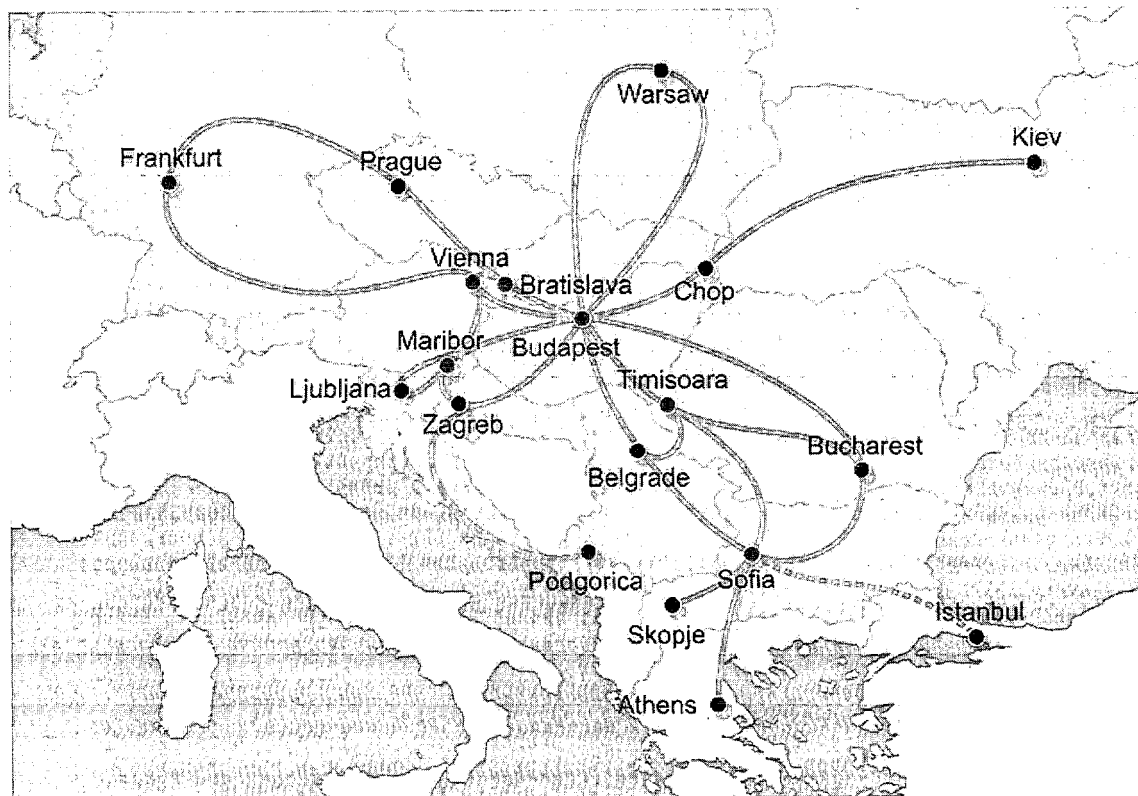 Warsaw
Kiev
Frankfurt
Prague
Vienna
Bratislava
Chop
Maribor
Budapest
Ljubljana
Timisoara
Zagreb
Bucharest
Belgrade
Podgorica
Sofia
Skopje
Istanbul
Athens